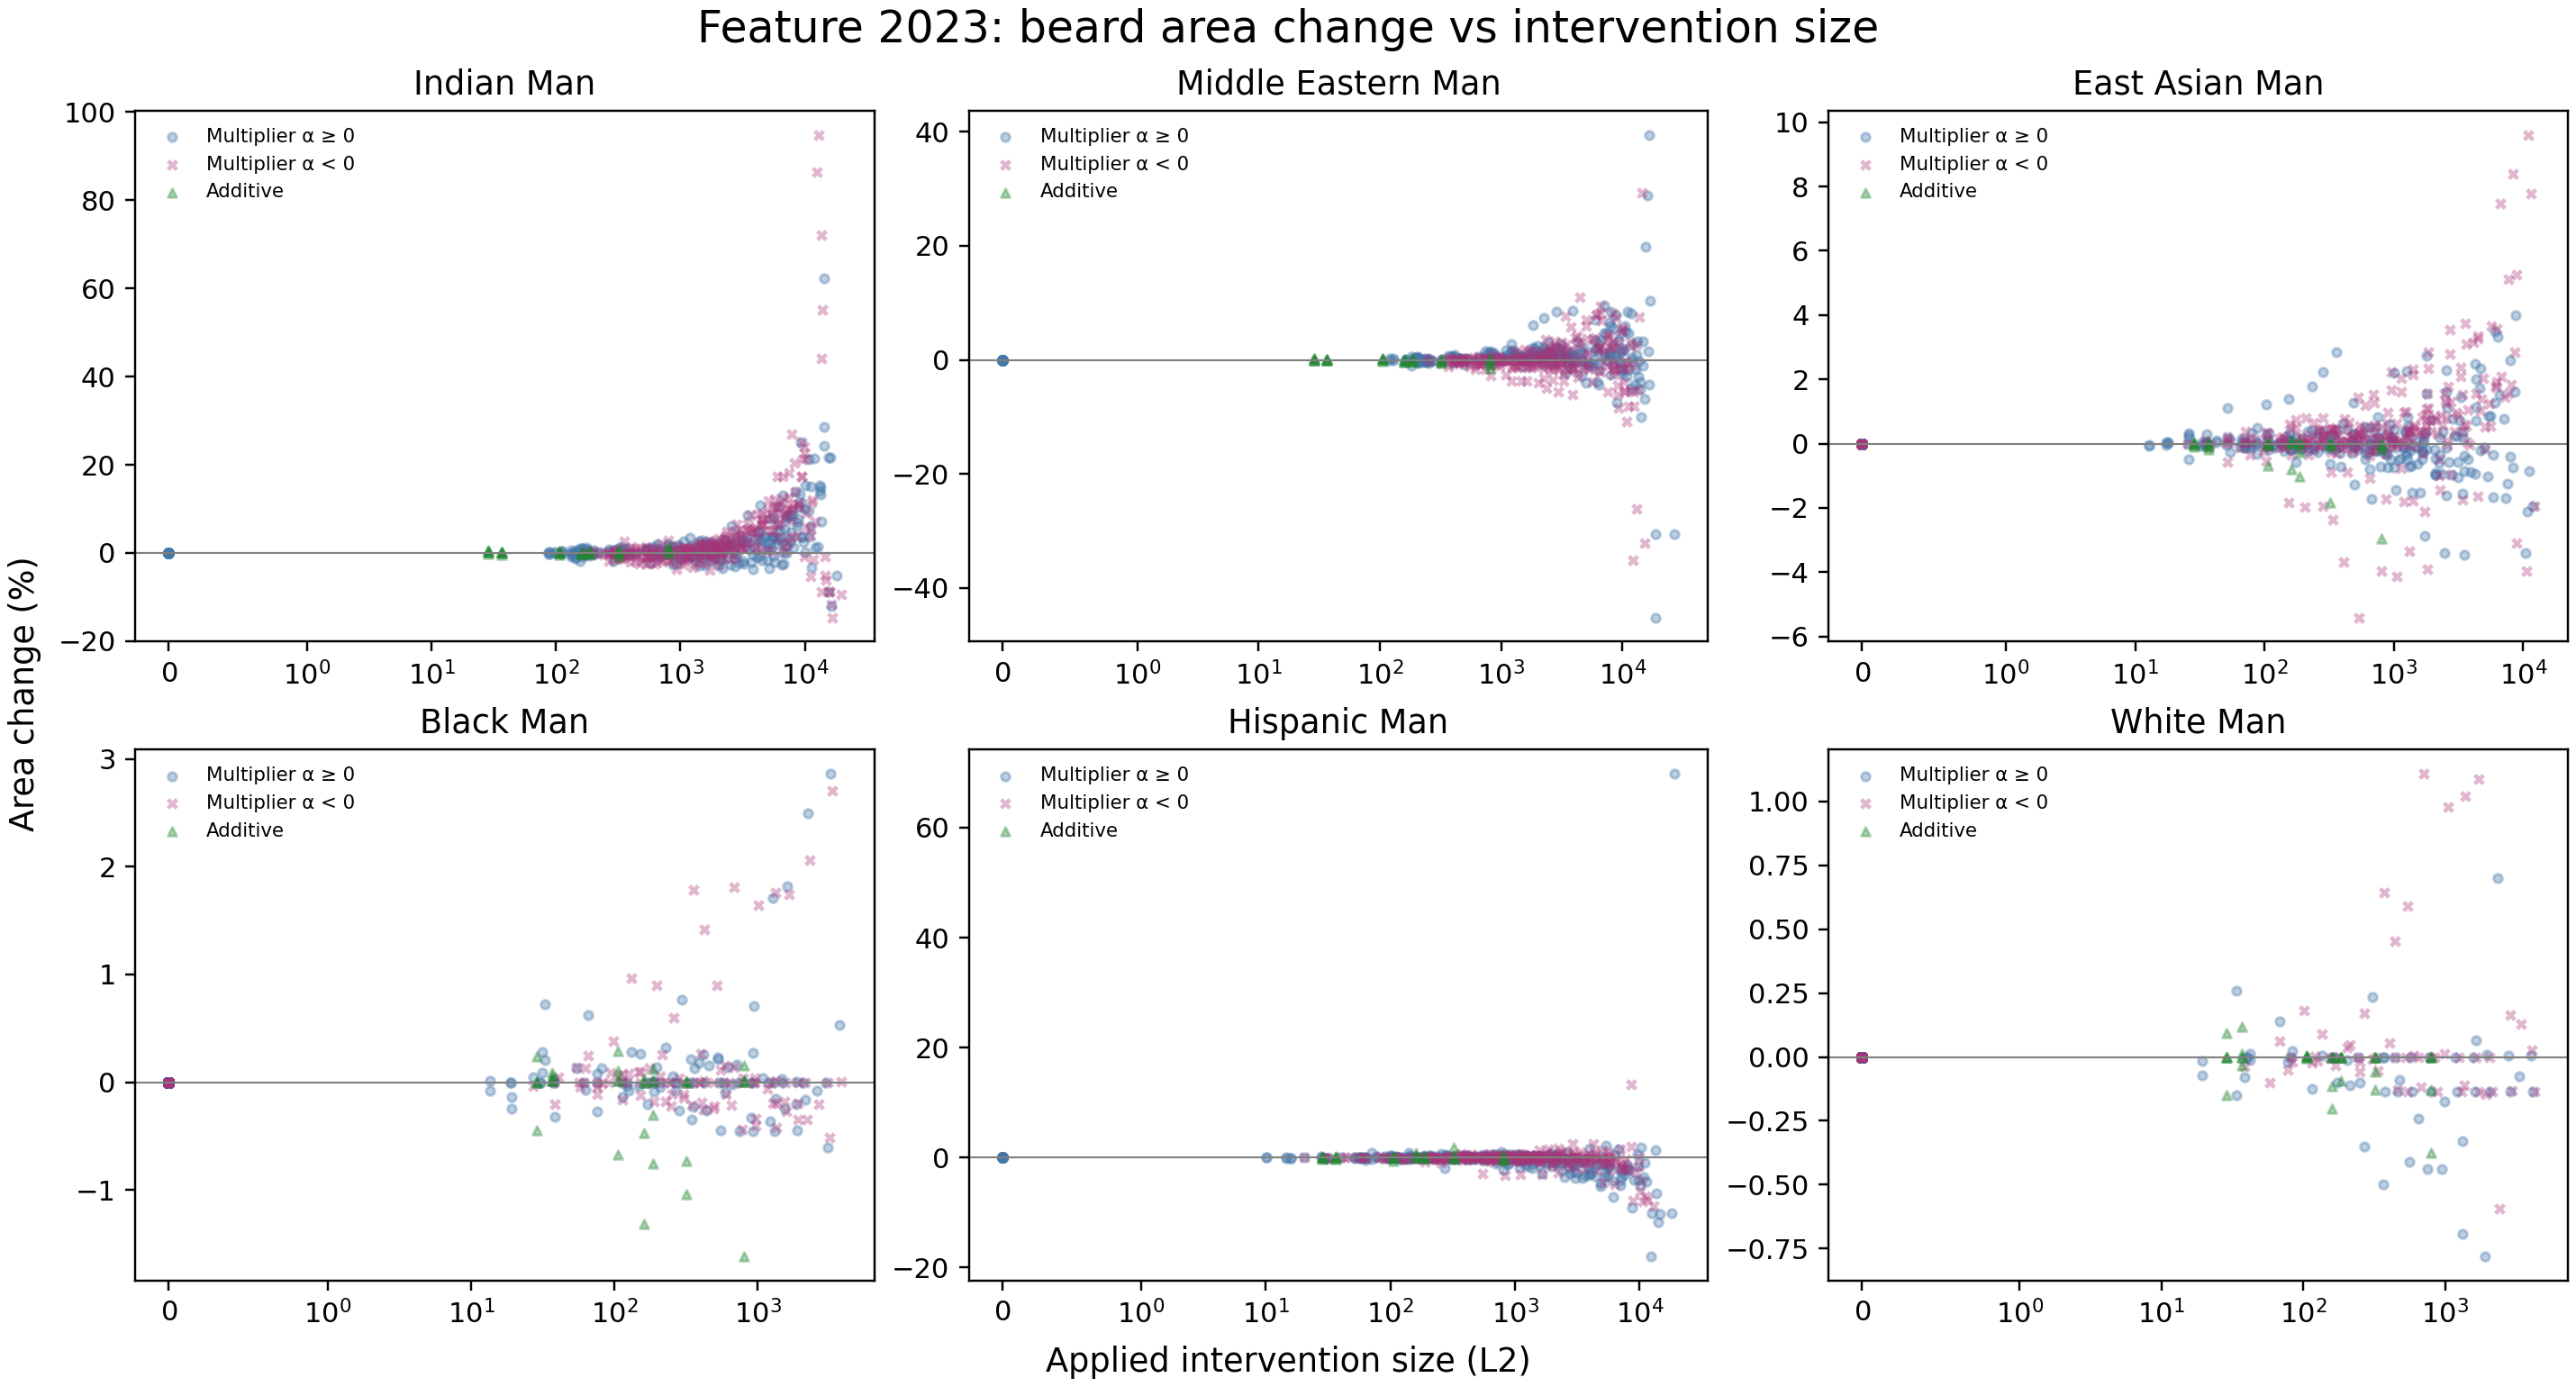 Feature 2023: beard area change vs intervention size
Area change (%)
Indian Man
Multiplier α ≥ 0
Multiplier α < 0
Additive
100
80
60
40
20
0
−20
0
10⁰
10¹
10²
10³
10⁴
Middle Eastern Man
Multiplier α ≥ 0
Multiplier α < 0
Additive
40
20
0
−20
−40
0
10⁰
10¹
10²
10³
10⁴
East Asian Man
Multiplier α ≥ 0
Multiplier α < 0
Additive
10
8
6
4
2
0
−2
−4
−6
0
10⁰
10¹
10²
10³
10⁴
Black Man
Multiplier α ≥ 0
Multiplier α < 0
Additive
3
2
1
0
−1
0
10⁰
10¹
10²
10³
Hispanic Man
Multiplier α ≥ 0
Multiplier α < 0
Additive
60
40
20
0
−20
0
10⁰
10¹
10²
10³
10⁴
White Man
Multiplier α ≥ 0
Multiplier α < 0
Additive
1.00
0.75
0.50
0.25
0.00
−0.25
−0.50
−0.75
0
10⁰
10¹
10²
10³
Applied intervention size (L2)